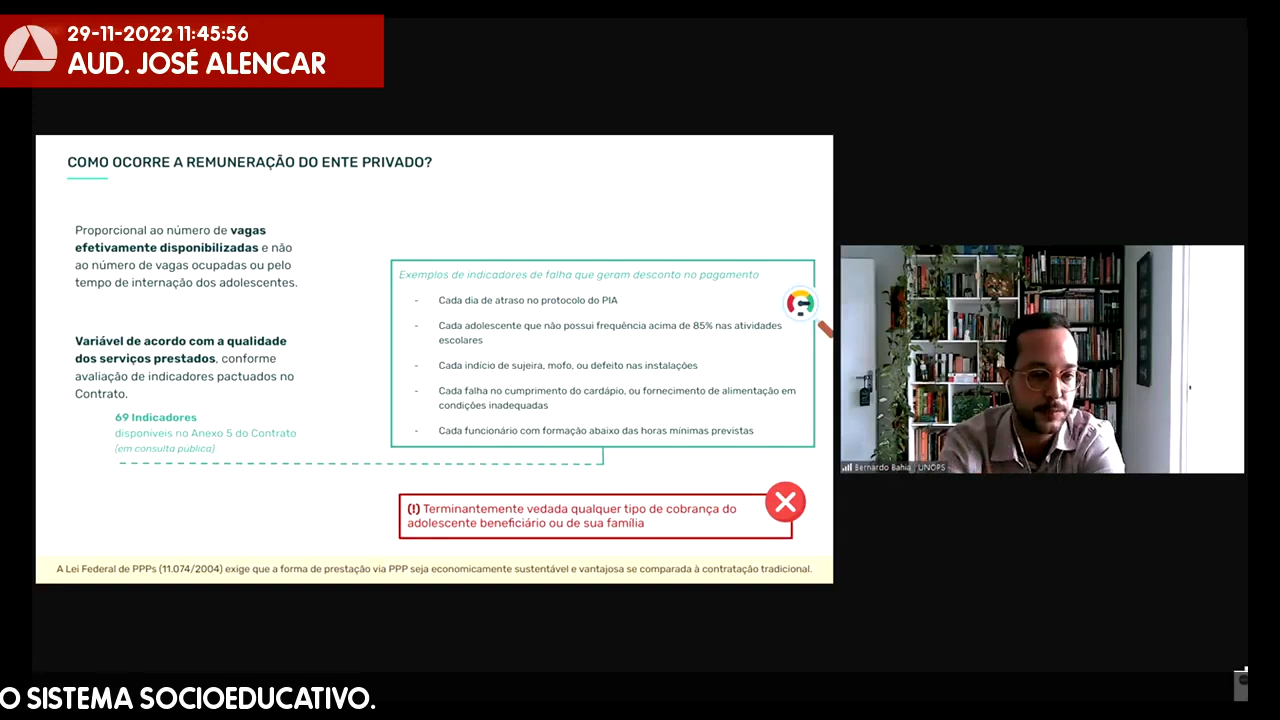 29-11-2022 11:45:56
AUD. JOSÉ ALENCAR
COMO OCORRE A REMUNERAÇÃO DO ENTE PRIVADO?
Proporcional ao número de vagas
efetivamente disponibilizadas e não
ao número de vagas ocupadas ou pelo
tempo de internação dos adolescentes.
Variável de acordo com a qualidade
dos serviços prestados, conforme
avaliação de indicadores pactuados no
Contrato.
69 Indicadores
disponíveis no Anexo 5 do Contrato
(em consulta publica)
Exemplos de indicadores de falha que geram desconto no pagamento
- Cada dia de atraso no protocolo do PIA
- Cada adolescente que não possui frequência acima de 85% nas atividades
escolares
- Cada indício de sujeira, mofo, ou defeito nas instalações
- Cada falha no cumprimento do cardápio, ou fornecimento de alimentação em
condições inadequadas
- Cada funcionário com formação abaixo das horas mínimas previstas
(!) Terminantemente vedada qualquer tipo de cobrança do
adolescente beneficiário ou de sua família
A Lei Federal de PPPs (11.074/2004) exige que a forma de prestação via PPP seja economicamente sustentável e vantajosa se comparada à contratação tradicional.
Bernardo Bahia | UNOPS
O SISTEMA SOCIOEDUCATIVO.